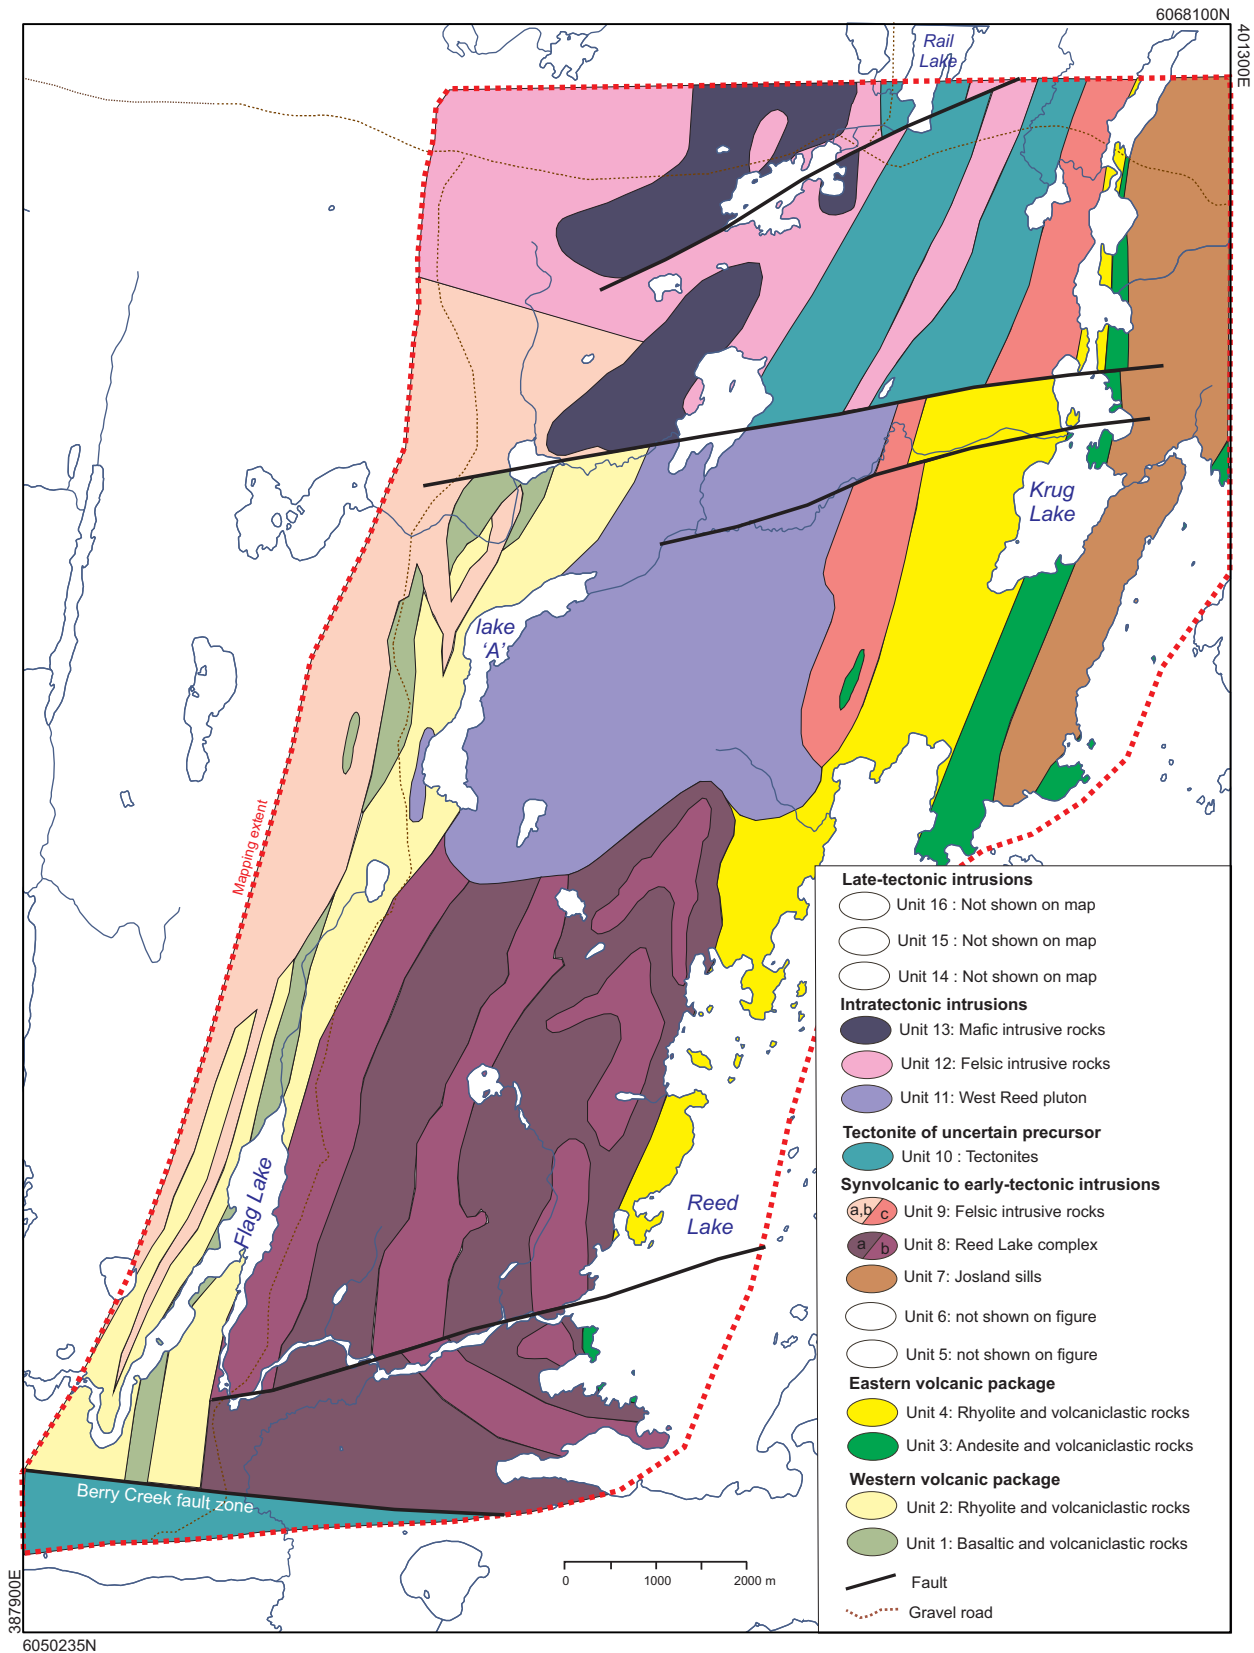 6068100N
401300E
Rail
Lake
Krug
Lake
lake
'A'
Mapping extent
Flag Lake
Reed
Lake
Berry Creek fault zone
0 1000 2000 m
387900E
6050235N
Late-tectonic intrusions
Unit 16 : Not shown on map
Unit 15 : Not shown on map
Unit 14 : Not shown on map
Intratectonic intrusions
Unit 13: Mafic intrusive rocks
Unit 12: Felsic intrusive rocks
Unit 11: West Reed pluton
Tectonite of uncertain precursor
Unit 10 : Tectonites
Synvolcanic to early-tectonic intrusions
a,b c Unit 9: Felsic intrusive rocks
a b Unit 8: Reed Lake complex
Unit 7: Josland sills
Unit 6: not shown on figure
Unit 5: not shown on figure
Eastern volcanic package
Unit 4: Rhyolite and volcaniclastic rocks
Unit 3: Andesite and volcaniclastic rocks
Western volcanic package
Unit 2: Rhyolite and volcaniclastic rocks
Unit 1: Basaltic and volcaniclastic rocks
Fault
Gravel road